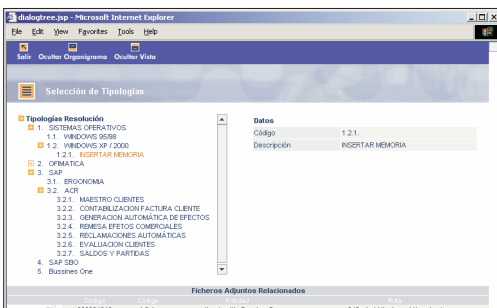 dialogtree.jsp - Microsoft Internet Explorer
File Edit View Favorites Tools Help
Salir Ocultar Organigrama Ocultar Vista
Selección de Tipologias
Tipologías Resolución
1. SISTEMAS OPERATIVOS
1.1. WINDOWS 95/98
1.2. WINDOWS XP / 2000
1.2.1. INSERTAR MEMORIA
2. OFIMATICA
3. SAP
3.1. ERGONOMIA
3.2. ACR
3.2.1. MAESTRO CLIENTES
3.2.2. CONTABILIZACION FACTURA CLIENTE
3.2.3. GENERACION AUTOMÁTICA DE EFECTOS
3.2.4. REMESA EFETOS COMERCIALES
3.2.5. RECLAMACIONES AUTOMÁTICAS
3.2.6. EVALUACION CLIENTES
3.2.7. SALDOS Y PARTIDAS
4. SAP SBO
5. Bussines One
Datos
Código 1.2.1.
Descripción INSERTAR MEMORIA
Ficheros Adjuntos Relacionados
Código Código Entidad Ruta